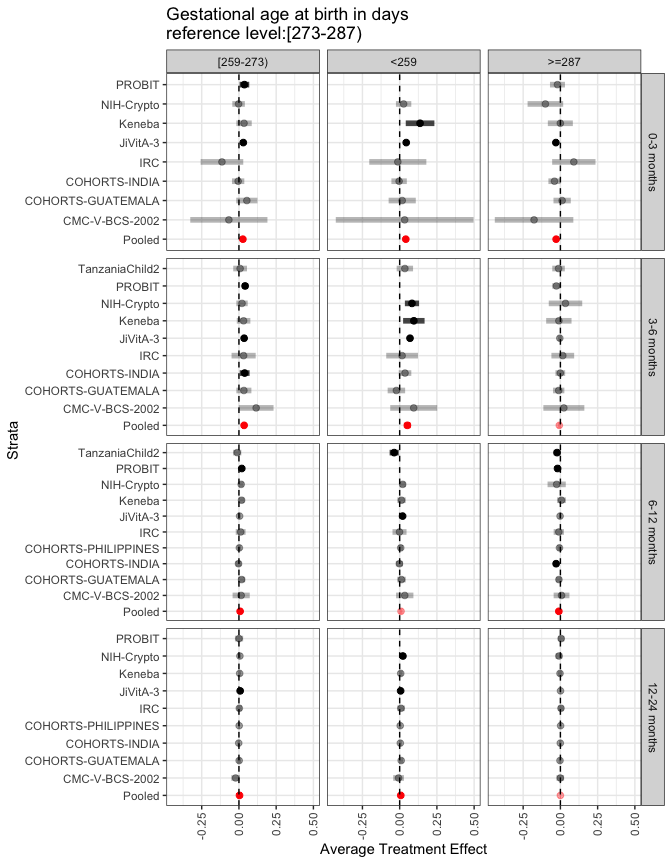 Gestational age at birth in days
reference level:[273-287)
[259-273)
<259
>=287
PROBIT
NIH-Crypto
Keneba
JiVitA-3
IRC
COHORTS-INDIA
COHORTS-GUATEMALA
CMC-V-BCS-2002
Pooled
0-3 months
TanzaniaChild2
PROBIT
NIH-Crypto
Keneba
JiVitA-3
IRC
COHORTS-INDIA
COHORTS-GUATEMALA
CMC-V-BCS-2002
Pooled
3-6 months
TanzaniaChild2
PROBIT
NIH-Crypto
Keneba
JiVitA-3
IRC
COHORTS-PHILIPPINES
COHORTS-INDIA
COHORTS-GUATEMALA
CMC-V-BCS-2002
Pooled
6-12 months
PROBIT
NIH-Crypto
Keneba
JiVitA-3
IRC
COHORTS-PHILIPPINES
COHORTS-INDIA
COHORTS-GUATEMALA
CMC-V-BCS-2002
Pooled
12-24 months
Strata
-0.25
0.00
0.25
0.50
-0.25
0.00
0.25
0.50
-0.25
0.00
0.25
0.50
Average Treatment Effect